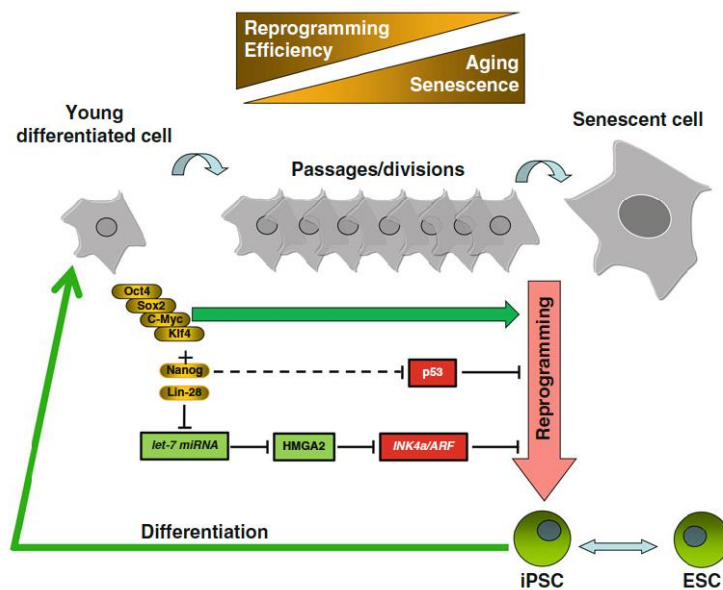 Reprogramming
Efficiency
Aging
Senescence
Young
differentiated cell
Senescent cell
Passages/divisions
Oct4
Sox2
C-Myc
Klf4
+
Nanog
Lin-28
p53
let-7 miRNA
HMGA2
INK4a/ARF
Reprogramming
Differentiation
iPSC
ESC